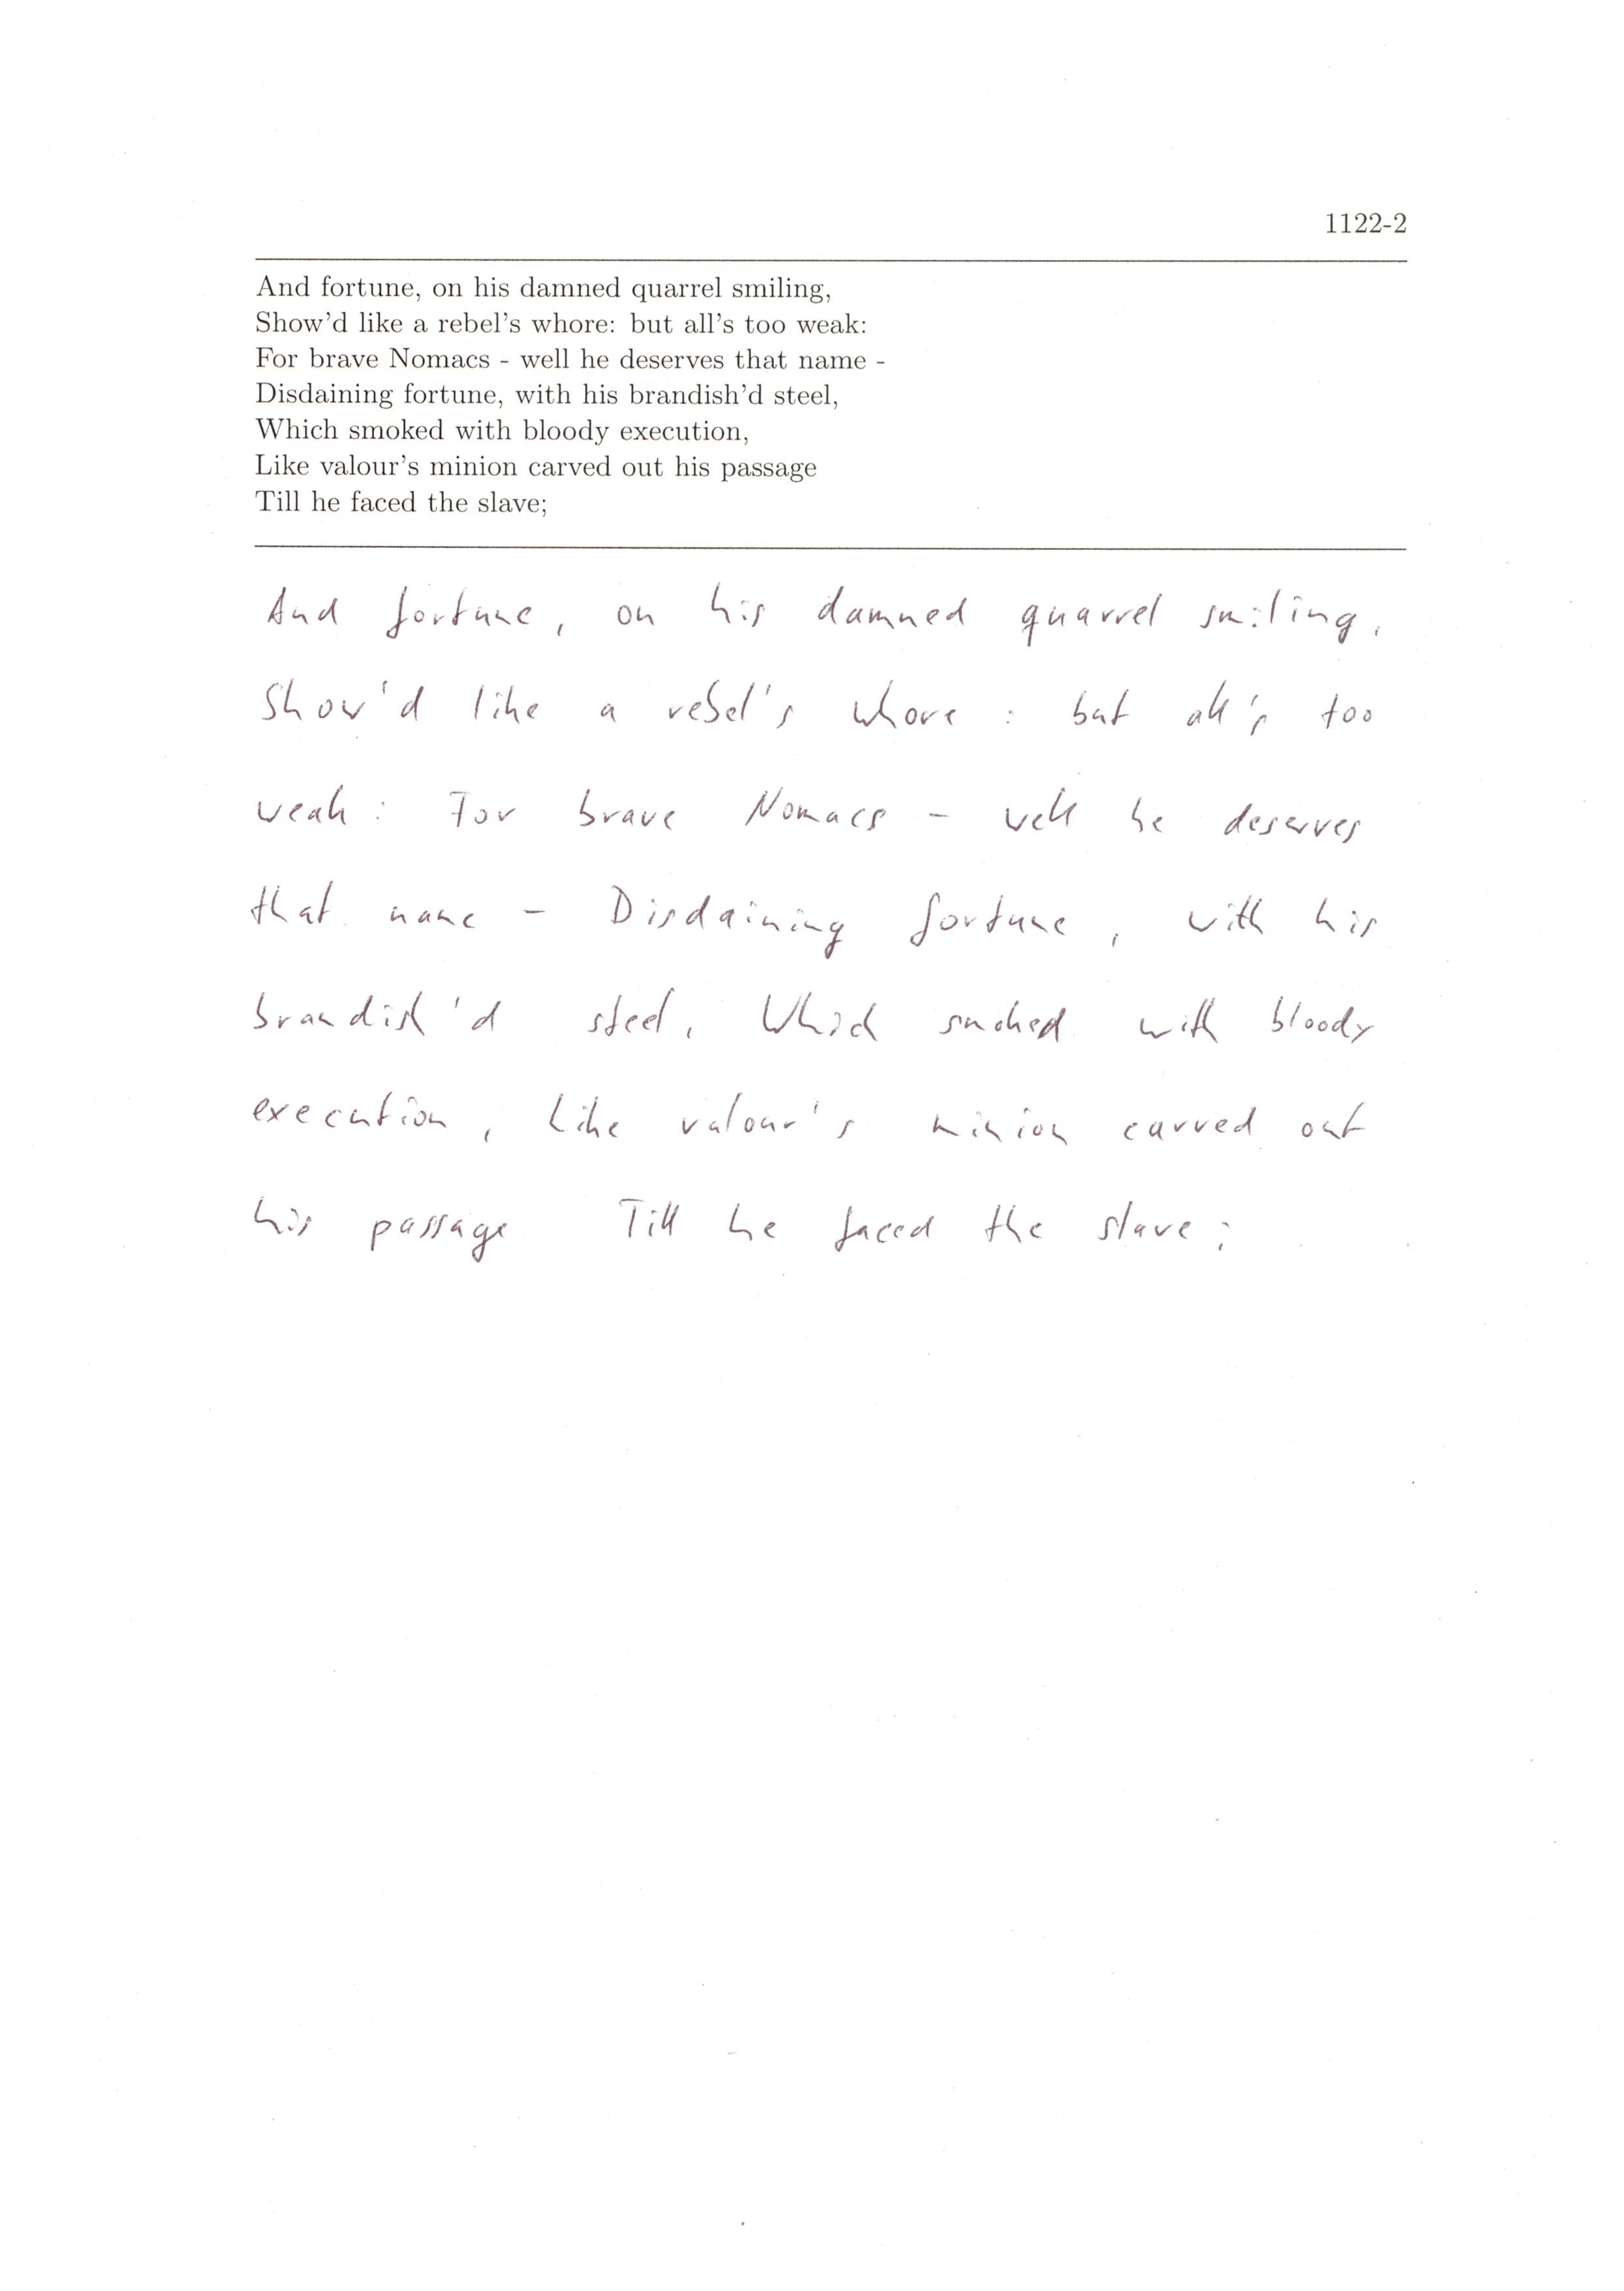 1122-2
And fortune, on his damned quarrel smiling,
Show'd like a rebel's whore: but all's too weak:
For brave Nomacs - well he deserves that name -
Disdaining fortune, with his brandish'd steel,
Which smoked with bloody execution,
Like valour's minion carved out his passage
Till he faced the slave;
And fortune, on his damned quarrel smiling,
Show'd like a rebel's whore : but all's too
weak : For brave Nomacs - well he deserves
that name - Disdaining fortune, with his
brandish'd steel, Which smoked with bloody
execution, Like valour's minion carved out
his passage Till he faced the slave;